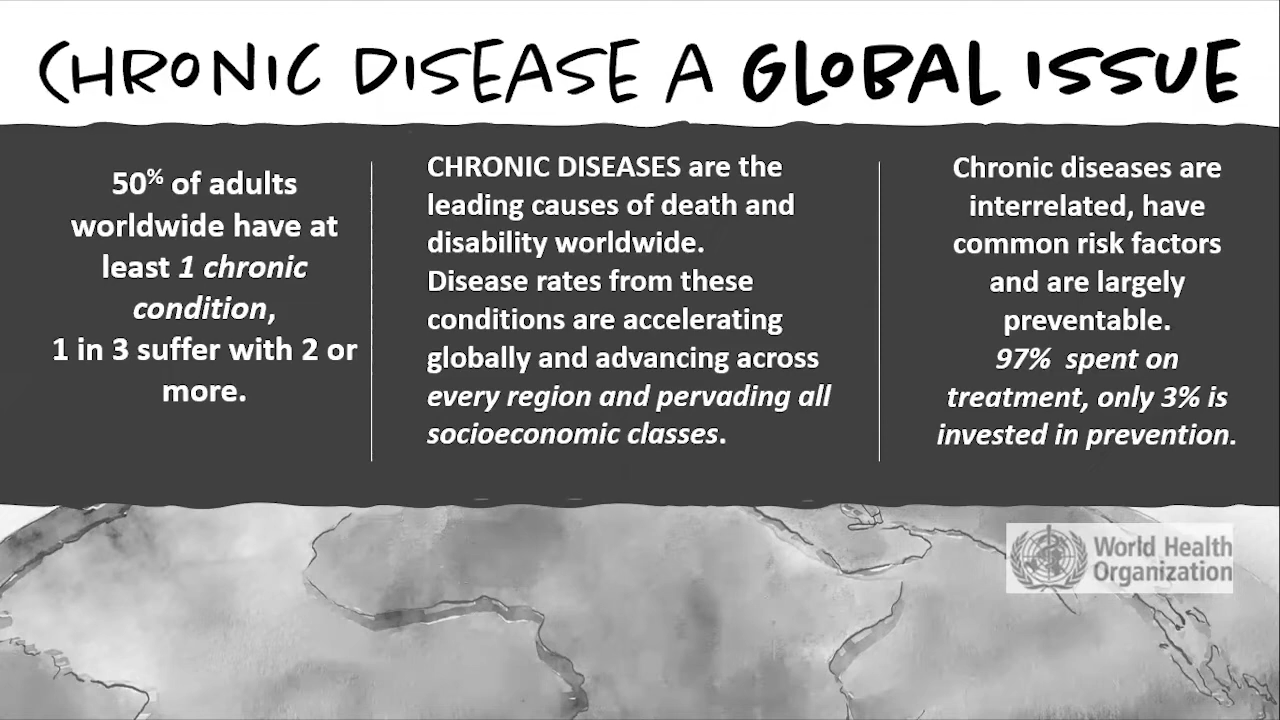 CHRONIC DISEASE A GLOBAL ISSUE
50% of adults
worldwide have at
least 1 chronic
condition,
1 in 3 suffer with 2 or
more.
CHRONIC DISEASES are the
leading causes of death and
disability worldwide.
Disease rates from these
conditions are accelerating
globally and advancing across
every region and pervading all
socioeconomic classes.
Chronic diseases are
interrelated, have
common risk factors
and are largely
preventable.
97% spent on
treatment, only 3% is
invested in prevention.
World Health
Organization